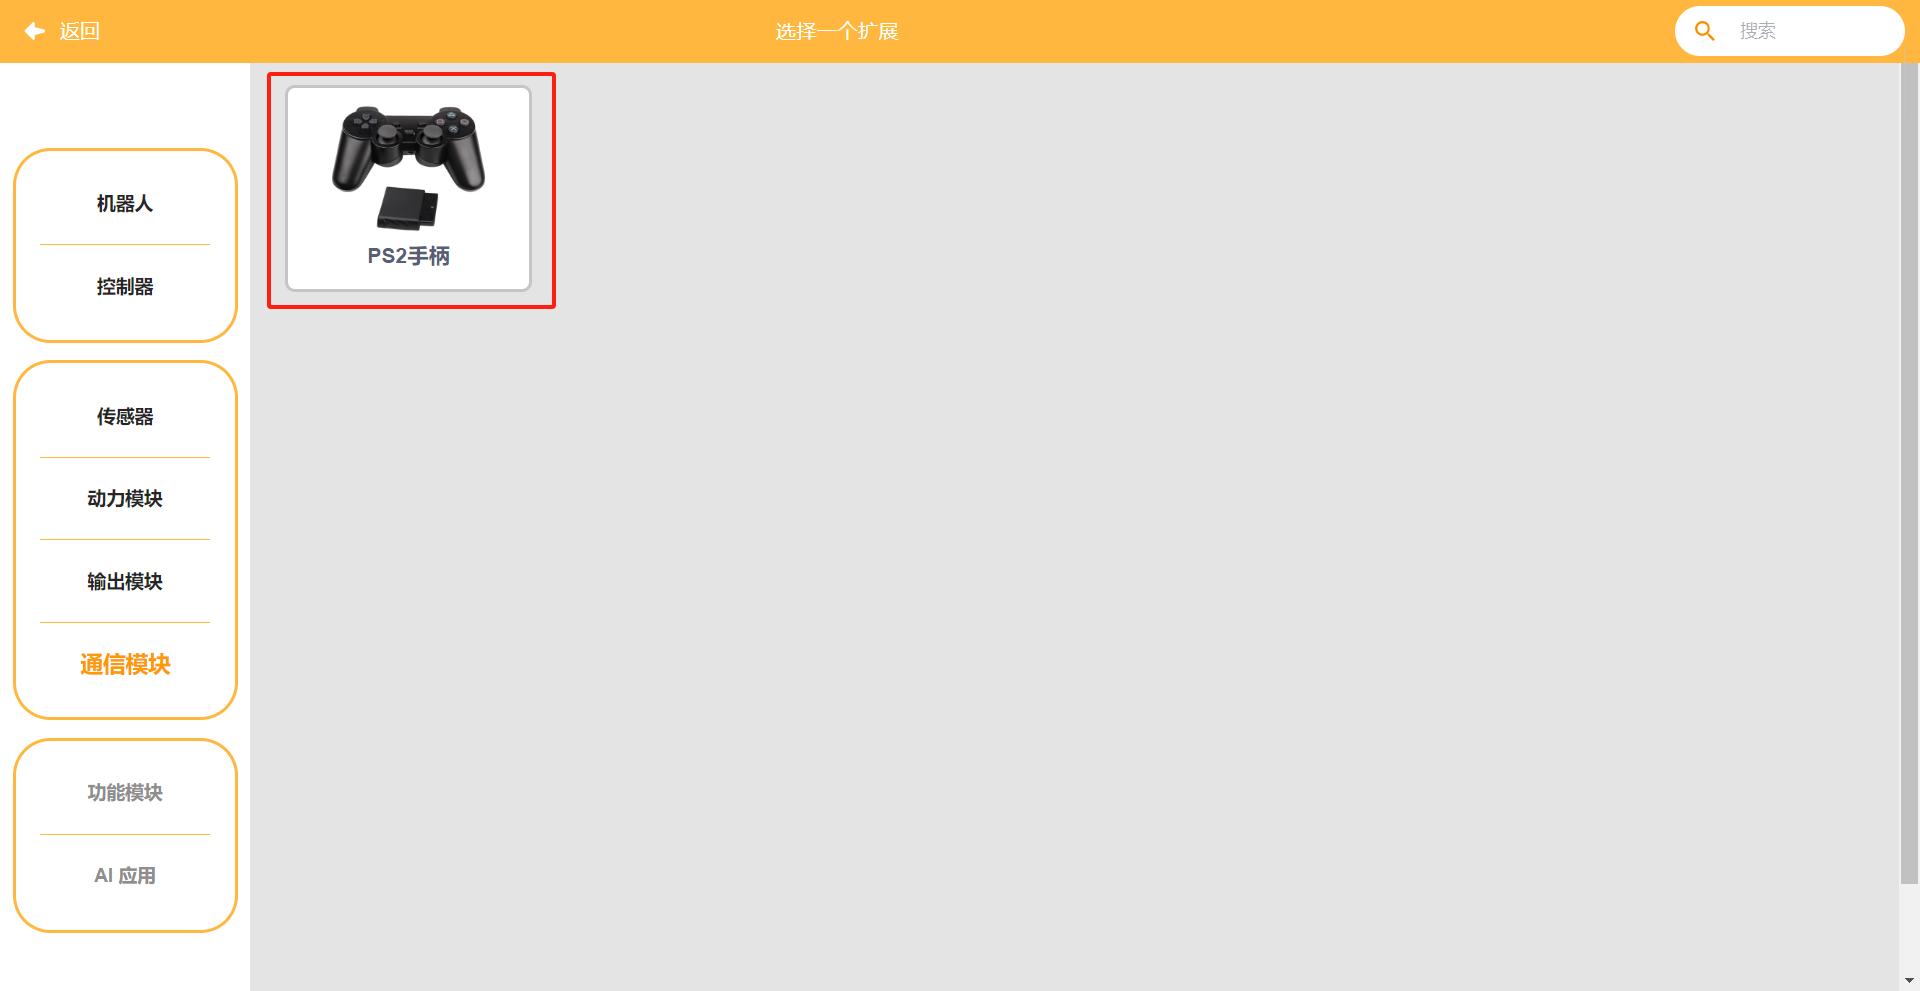 返回
选择一个扩展
搜索
机器人
控制器
传感器
动力模块
输出模块
通信模块
功能模块
AI 应用
PS2手柄